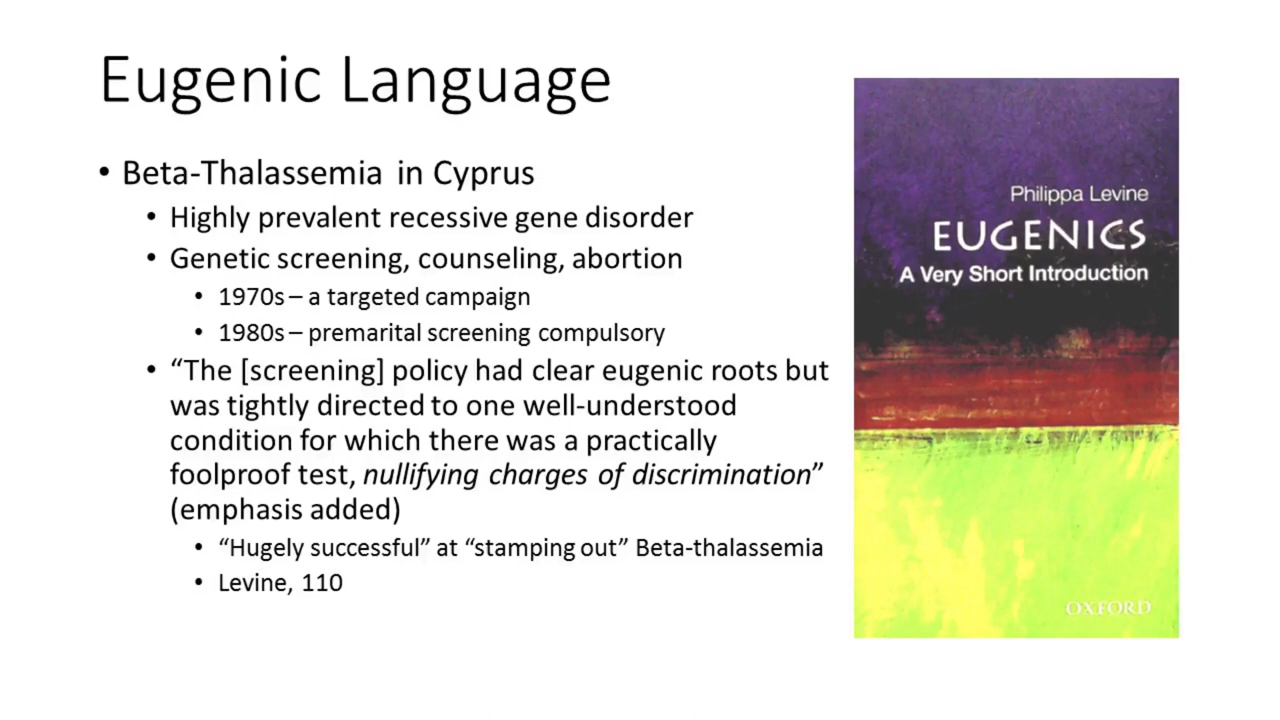 Eugenic Language
• Beta-Thalassemia in Cyprus
• Highly prevalent recessive gene disorder
• Genetic screening, counseling, abortion
• 1970s – a targeted campaign
• 1980s – premarital screening compulsory
• “The [screening] policy had clear eugenic roots but
was tightly directed to one well-understood
condition for which there was a practically
foolproof test, nullifying charges of discrimination”
(emphasis added)
• “Hugely successful” at “stamping out” Beta-thalassemia
• Levine, 110
Philippa Levine
EUGENICS
A Very Short Introduction
OXFORD